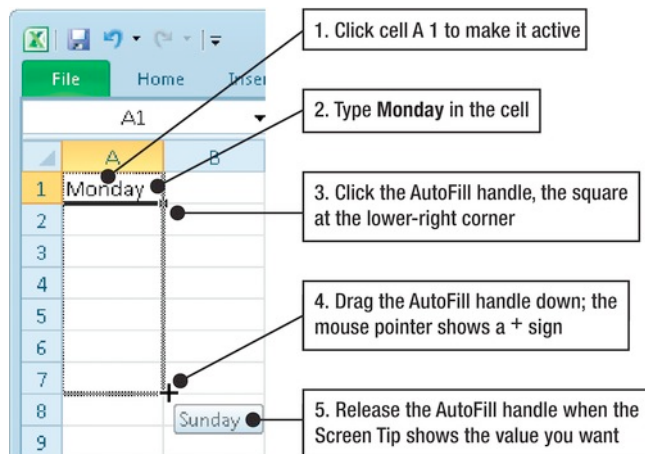 1. Click cell A 1 to make it active
File Home Inser
A1
2. Type Monday in the cell
A B
1 Monday
3. Click the AutoFill handle, the square
at the lower-right corner
2
3
4
4. Drag the AutoFill handle down; the
mouse pointer shows a + sign
5
6
7
8
Sunday
5. Release the AutoFill handle when the
Screen Tip shows the value you want
9